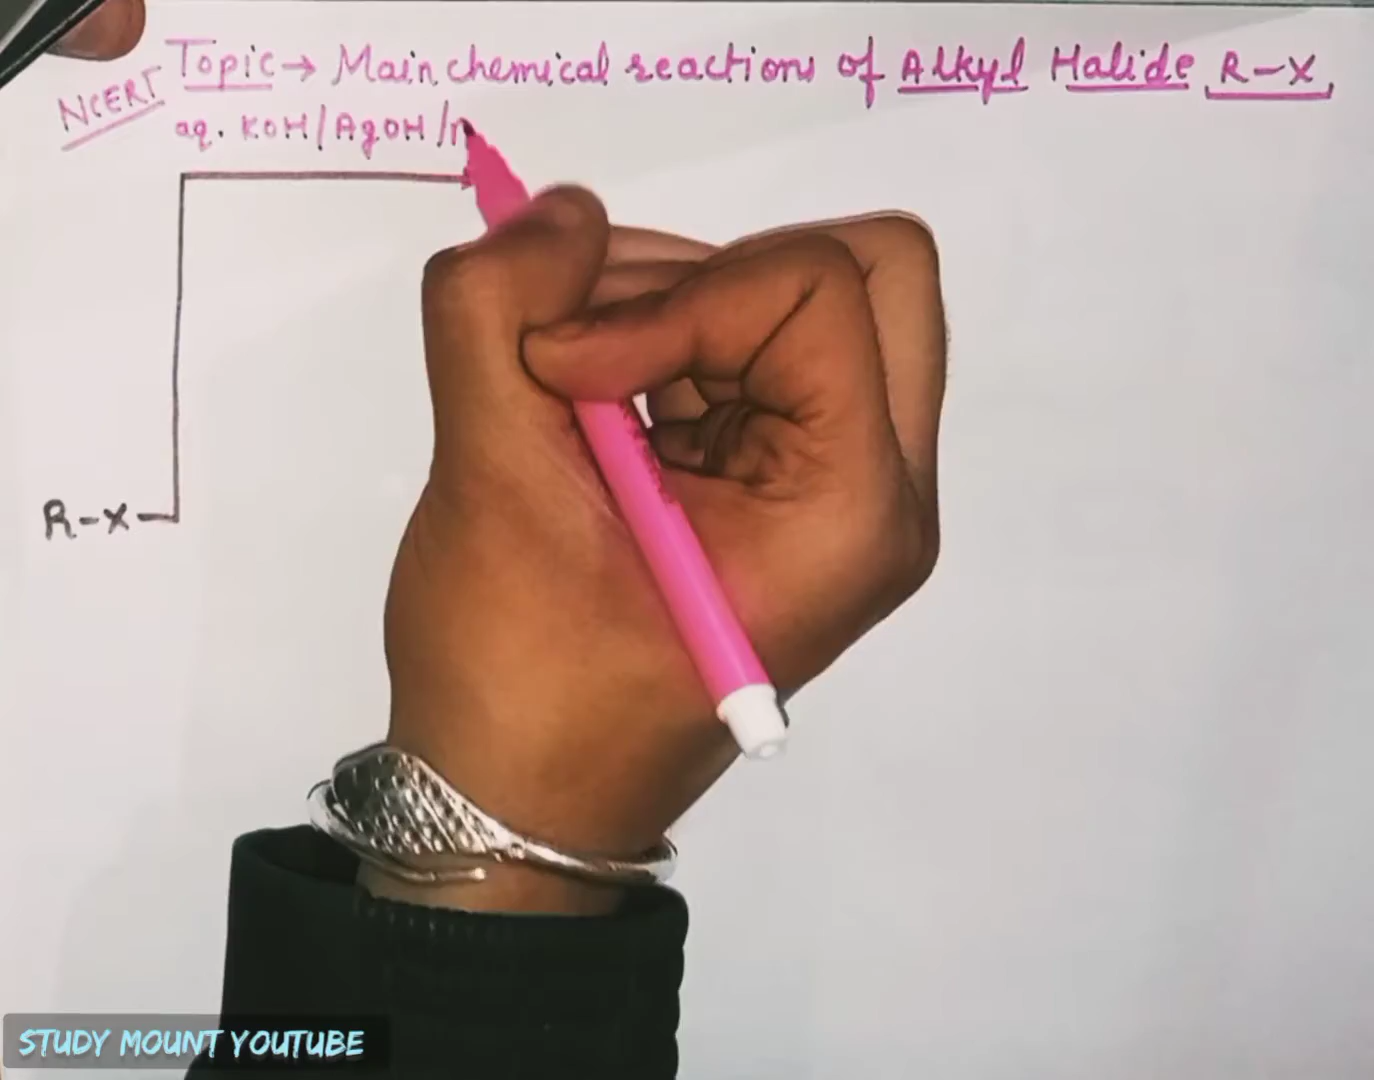 Topic → Main chemical reactions of Alkyl Halide R-X,
NCERT
aq. KOH/AgOH/
R-X
STUDY MOUNT YOUTUBE